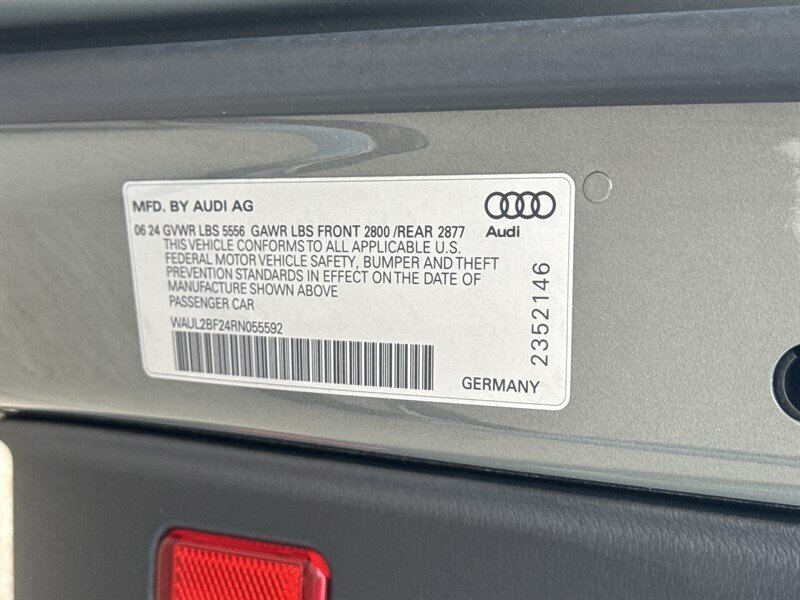 MFD. BY AUDI AG
06 24 GVWR LBS 5556 GAWR LBS FRONT 2800 /REAR 2877
THIS VEHICLE CONFORMS TO ALL APPLICABLE U.S.
FEDERAL MOTOR VEHICLE SAFETY, BUMPER AND THEFT
PREVENTION STANDARDS IN EFFECT ON THE DATE OF
MANUFACTURE SHOWN ABOVE
PASSENGER CAR
WAUL2BF24RN055592
Audi
2352146
GERMANY